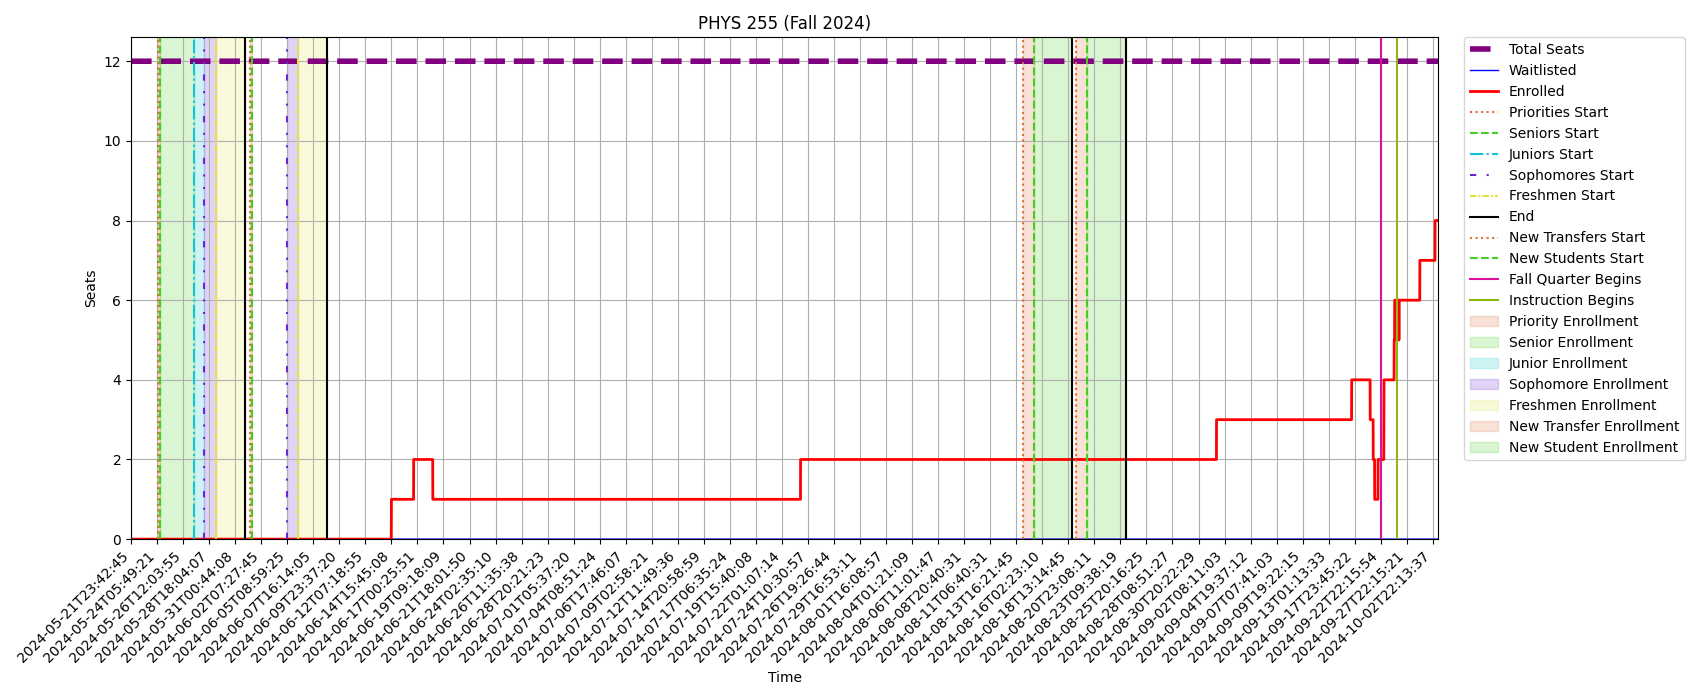 PHYS 255 (Fall 2024)
Seats
12
10
8
6
4
2
0
2024-05-21T23:42:45
2024-05-24T05:49:21
2024-05-26T12:03:55
2024-05-28T18:04:07
2024-05-31T00:44:08
2024-06-02T07:27:45
2024-06-05T08:59:25
2024-06-07T16:14:05
2024-06-09T23:37:20
2024-06-12T07:18:55
2024-06-14T15:45:08
2024-06-17T00:25:51
2024-06-19T09:18:09
2024-06-21T18:01:50
2024-06-24T02:35:10
2024-06-26T11:35:38
2024-06-28T20:21:23
2024-07-01T05:37:20
2024-07-04T08:51:24
2024-07-06T17:46:07
2024-07-09T02:58:21
2024-07-12T11:49:36
2024-07-14T20:58:59
2024-07-17T06:35:24
2024-07-19T15:40:08
2024-07-22T01:07:14
2024-07-24T10:30:57
2024-07-26T19:26:44
2024-07-29T16:53:11
2024-08-01T16:08:57
2024-08-04T01:21:09
2024-08-06T11:01:47
2024-08-08T20:40:31
2024-08-11T06:40:31
2024-08-13T16:21:45
2024-08-16T02:23:10
2024-08-18T13:14:45
2024-08-20T23:08:11
2024-08-23T09:38:19
2024-08-25T20:16:25
2024-08-28T08:51:27
2024-08-30T20:22:29
2024-09-02T08:11:03
2024-09-04T19:37:12
2024-09-07T07:41:03
2024-09-09T19:22:15
2024-09-13T01:13:33
2024-09-17T23:45:22
2024-09-22T22:15:54
2024-09-27T22:15:21
2024-10-02T22:13:37
Time
Total Seats
Waitlisted
Enrolled
Priorities Start
Seniors Start
Juniors Start
Sophomores Start
Freshmen Start
End
New Transfers Start
New Students Start
Fall Quarter Begins
Instruction Begins
Priority Enrollment
Senior Enrollment
Junior Enrollment
Sophomore Enrollment
Freshmen Enrollment
New Transfer Enrollment
New Student Enrollment